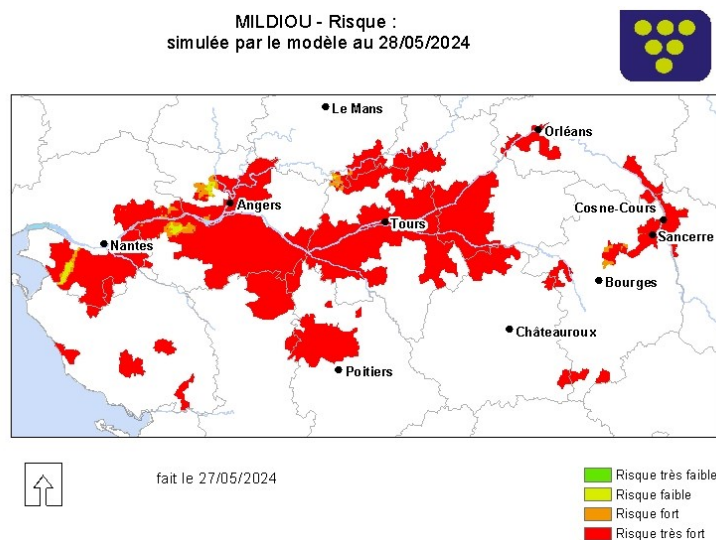 MILDIOU - Risque :
simulée par le modèle au 28/05/2024
Le Mans
Orléans
Angers
Cosne-Cours
Tours
Sancerre
Nantes
Bourges
Châteauroux
Poitiers
fait le 27/05/2024
Risque très faible
Risque faible
Risque fort
Risque très fort